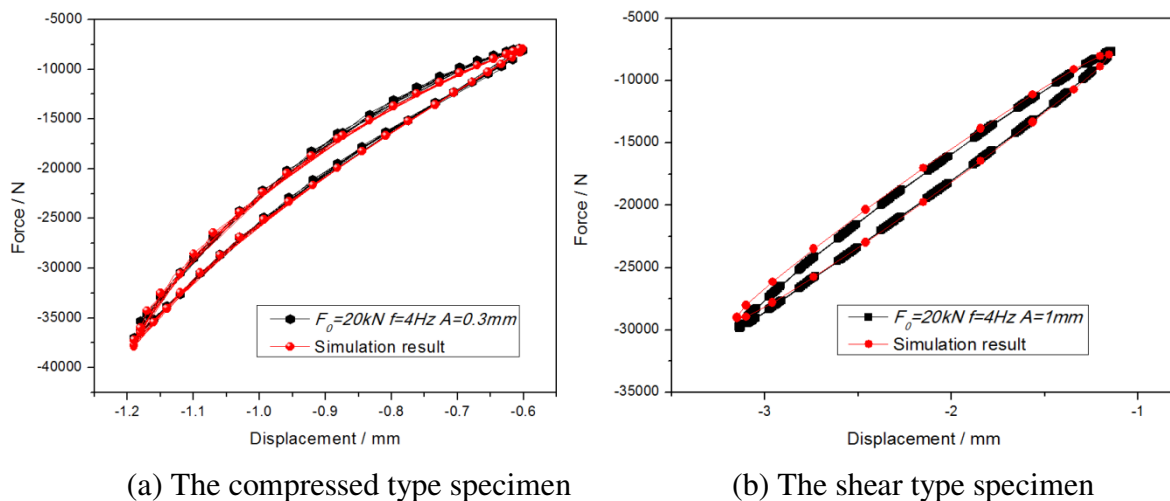 -5000
-10000
-15000
-20000
-25000
-30000
-35000
-40000
Force / N
-1.2 -1.1 -1.0 -0.9 -0.8 -0.7 -0.6
Displacement / mm
F0=20kN f=4Hz A=0.3mm
Simulation result
(a) The compressed type specimen
-5000
-10000
-15000
-20000
-25000
-30000
-35000
Force / N
-3 -2 -1
Displacement / mm
F0=20kN f=4Hz A=1mm
Simulation result
(b) The shear type specimen